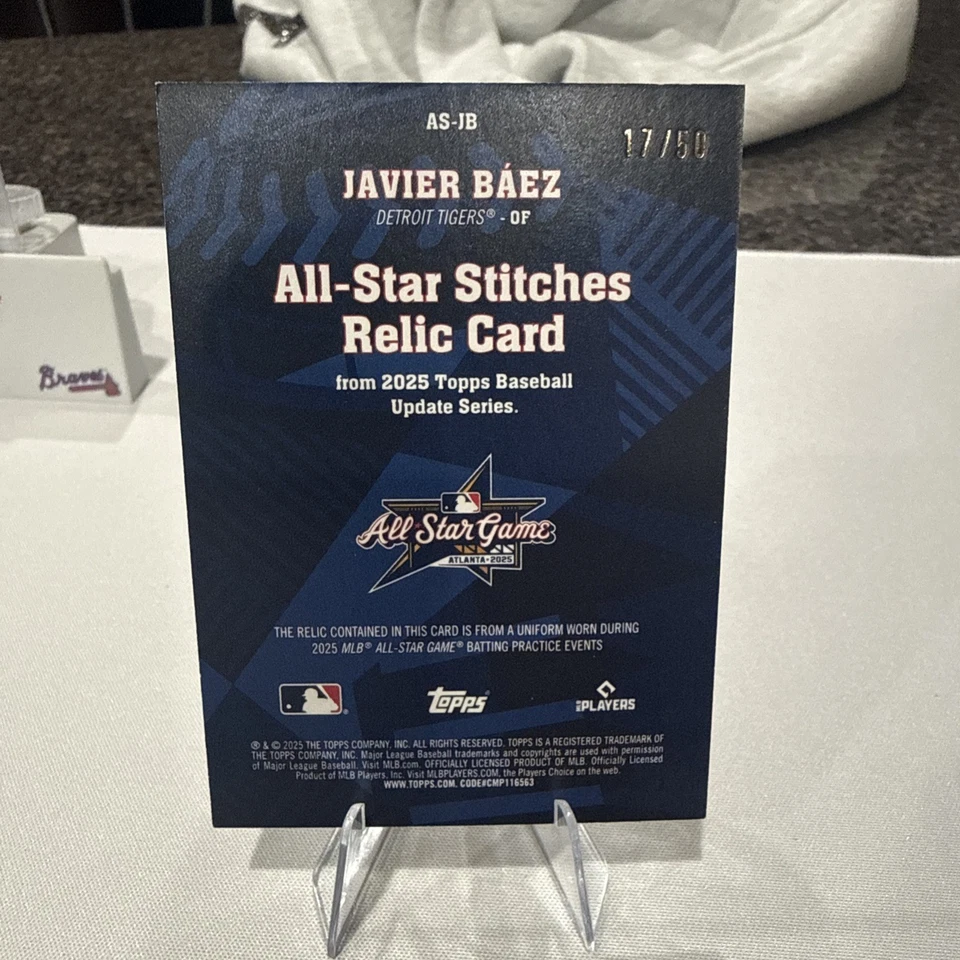 AS-JB
17/50
JAVIER BÁEZ
DETROIT TIGERS® - OF
All-Star Stitches
Relic Card
from 2025 Topps Baseball
Update Series.
All Star Game
ATLANTA-2025
Braves
THE RELIC CONTAINED IN THIS CARD IS FROM A UNIFORM WORN DURING
2025 MLB® ALL-STAR GAME® BATTING PRACTICE EVENTS
TOPPS®
MLB PLAYERS
® & © 2025 THE TOPPS COMPANY, INC. ALL RIGHTS RESERVED. TOPPS IS A REGISTERED TRADEMARK OF
THE TOPPS COMPANY, INC. Major League Baseball trademarks and copyrights are used with permission
of Major League Baseball. Visit MLB.com. OFFICIALLY LICENSED PRODUCT OF MLB. Officially Licensed
Product of MLB Players, Inc. Visit MLBPLAYERS.COM, the Players Choice on the web.
WWW.TOPPS.COM. CODE#CMP116563